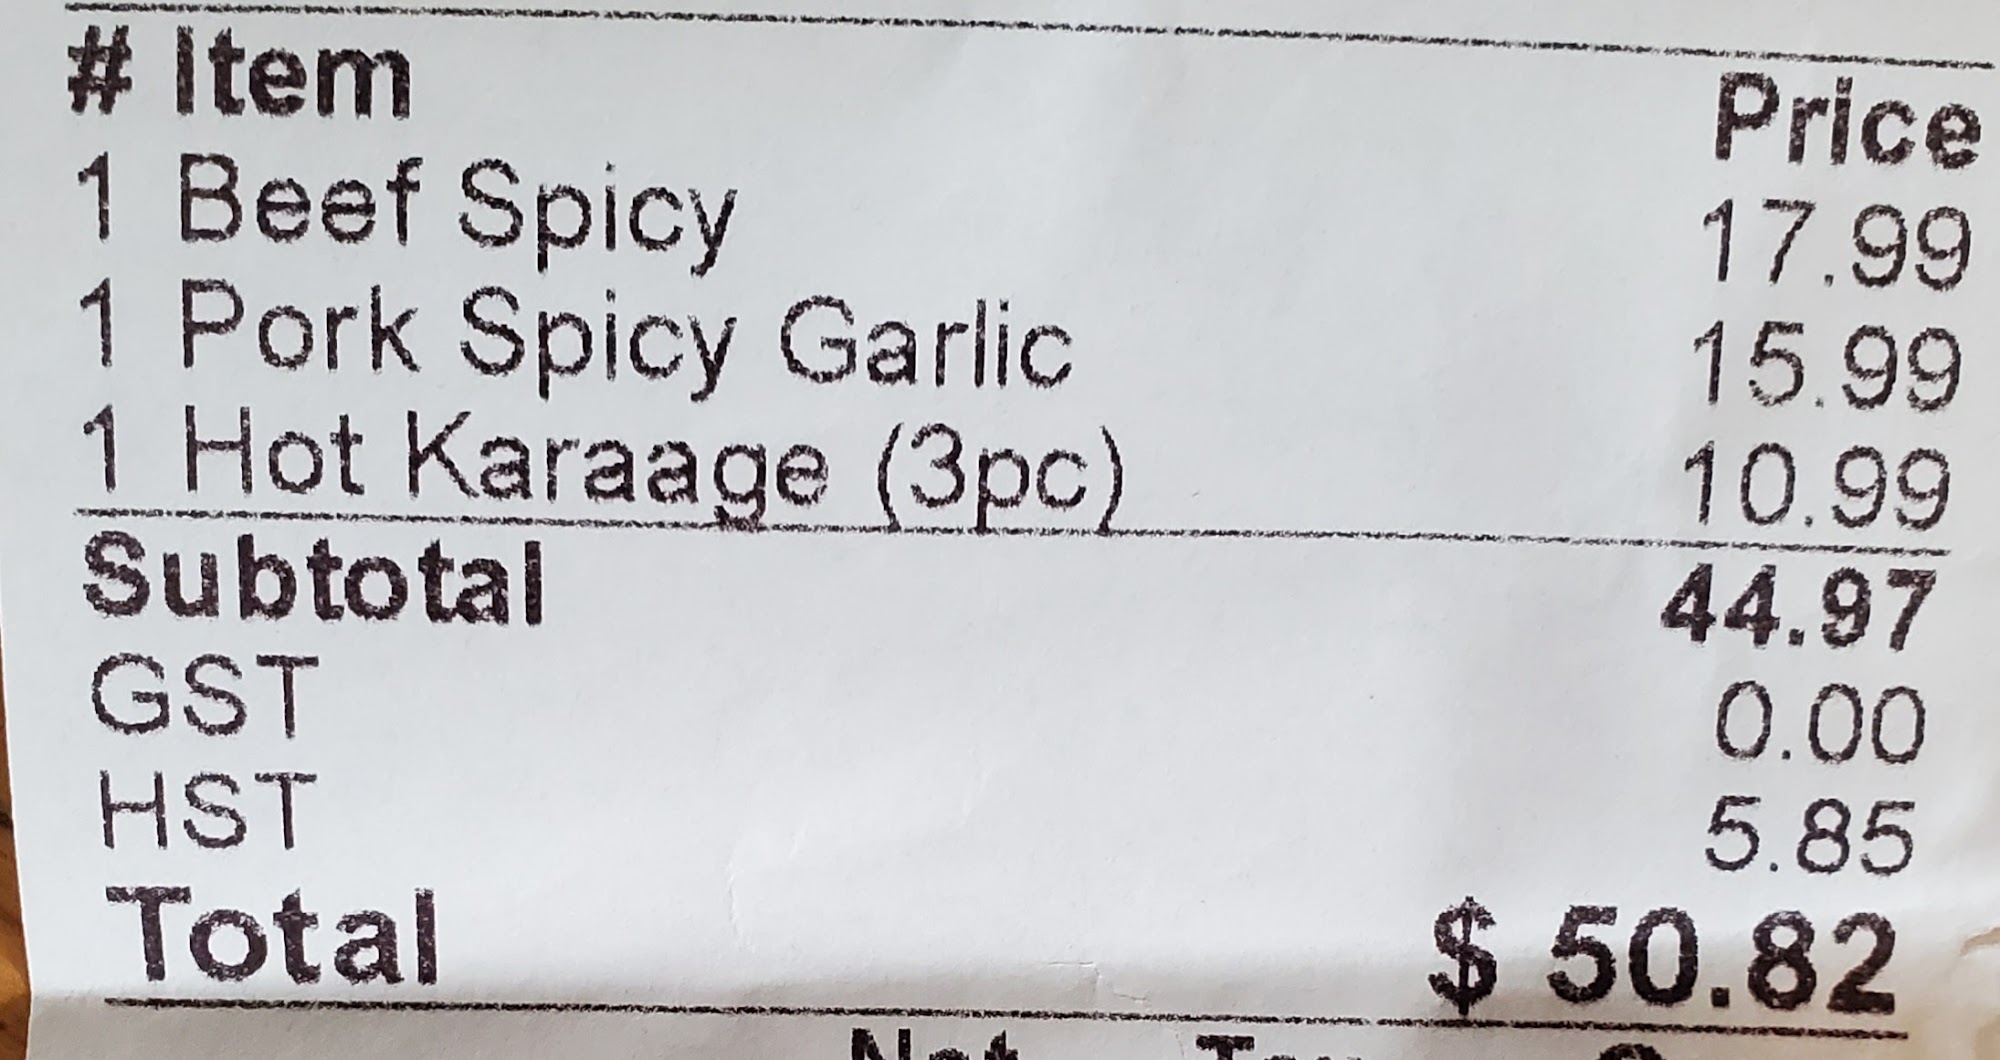 # Item Price
1 Beef Spicy 17.99
1 Pork Spicy Garlic 15.99
1 Hot Karaage (3pc) 10.99
Subtotal 44.97
GST 0.00
HST 5.85
Total $ 50.82